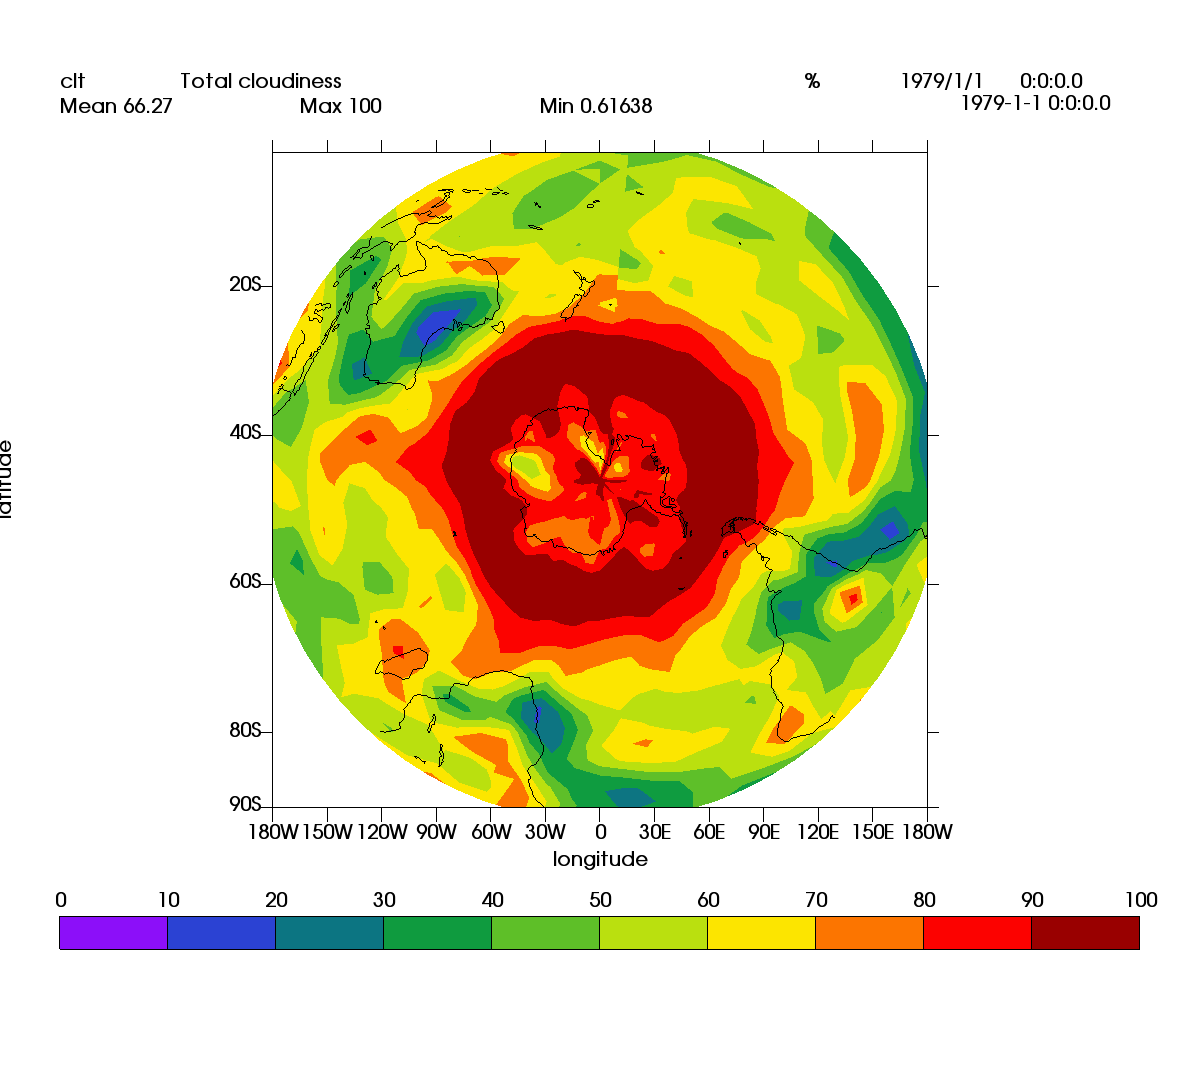 clt Total cloudiness % 1979/1/1 0:0:0.0
Mean 66.27 Max 100 Min 0.61638 1979-1-1 0:0:0.0
20S
40S
latitude
60S
80S
90S
180W 150W 120W 90W 60W 30W 0 30E 60E 90E 120E 150E 180W
longitude
0 10 20 30 40 50 60 70 80 90 100